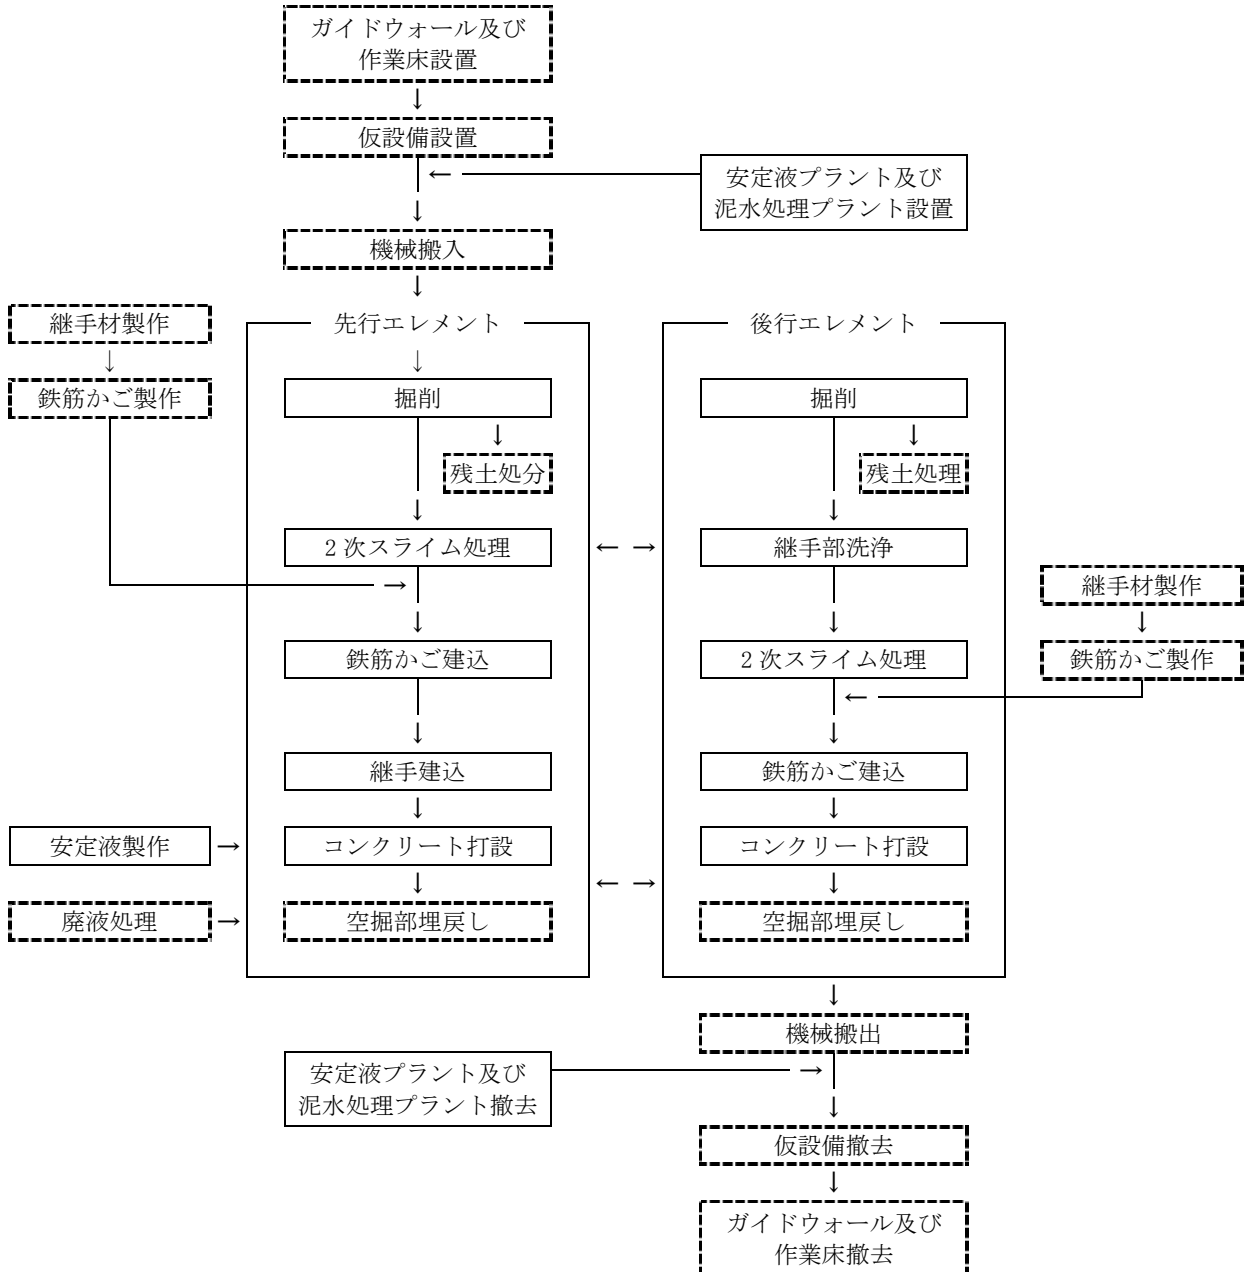 ガイドウォール及び
作業床設置
↓
仮設備設置
←
安定液プラント及び
泥水処理プラント設置
↓
機械搬入
↓
継手材製作
↓
鉄筋かご製作
先行エレメント
↓
掘削
↓
残土処分
↓
2次スライム処理
→
↓
鉄筋かご建込
↓
継手建込
↓
安定液製作
→
コンクリート打設
↓
廃液処理
→
空掘部埋戻し
← →
← →
後行エレメント
掘削
↓
残土処理
↓
継手部洗浄
↓
継手材製作
↓
鉄筋かご製作
2次スライム処理
←
↓
鉄筋かご建込
↓
コンクリート打設
↓
空掘部埋戻し
↓
機械搬出
安定液プラント及び
泥水処理プラント撤去
→
↓
仮設備撤去
↓
ガイドウォール及び
作業床撤去